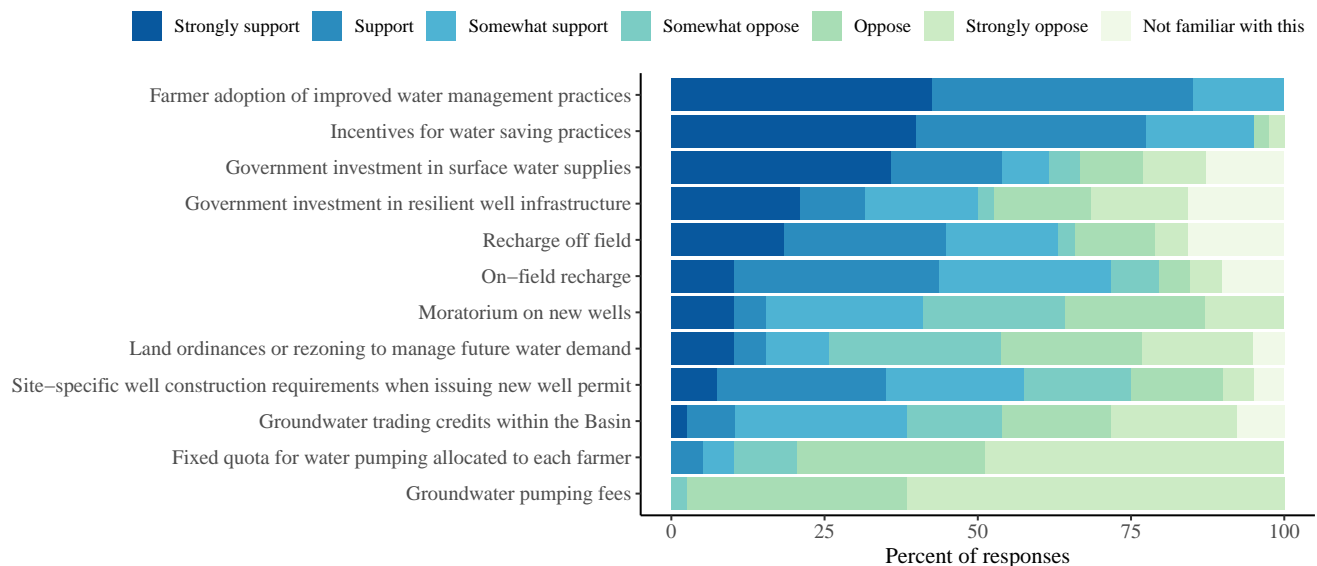 Strongly support Support Somewhat support Somewhat oppose Oppose Strongly oppose Not familiar with this
Farmer adoption of improved water management practices
Incentives for water saving practices
Government investment in surface water supplies
Government investment in resilient well infrastructure
Recharge off field
On−field recharge
Moratorium on new wells
Land ordinances or rezoning to manage future water demand
Site−specific well construction requirements when issuing new well permit
Groundwater trading credits within the Basin
Fixed quota for water pumping allocated to each farmer
Groundwater pumping fees
0 25 50 75 100
Percent of responses